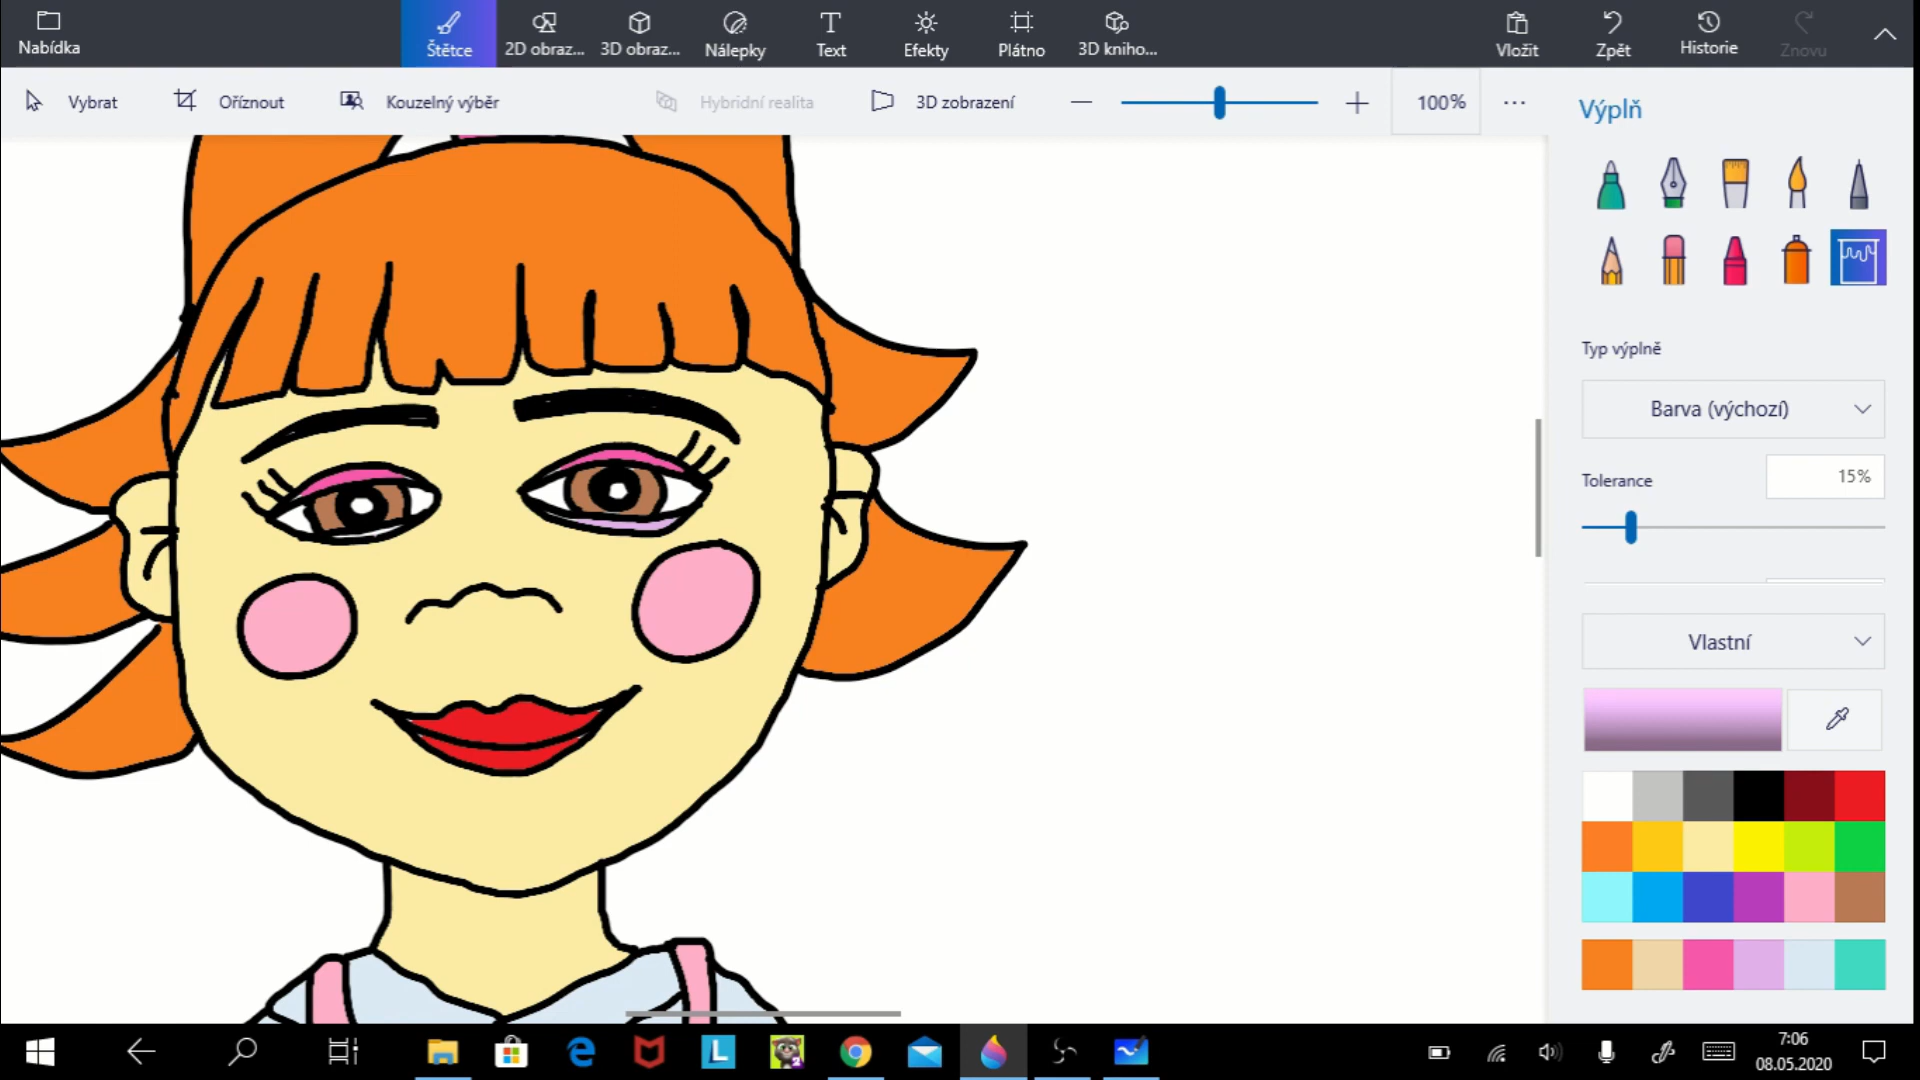 Nabídka
Štětce
2D obraz...
3D obraz...
Nálepky
Text
Efekty
Plátno
3D kniho...
Vložit
Zpět
Historie
Znovu
Vybrat
Oříznout
Kouzelný výběr
Hybridní realita
3D zobrazení
100%
Výplň
Typ výplně
Barva (výchozí)
Tolerance
15%
Vlastní
L
2
7:06
08.05.2020